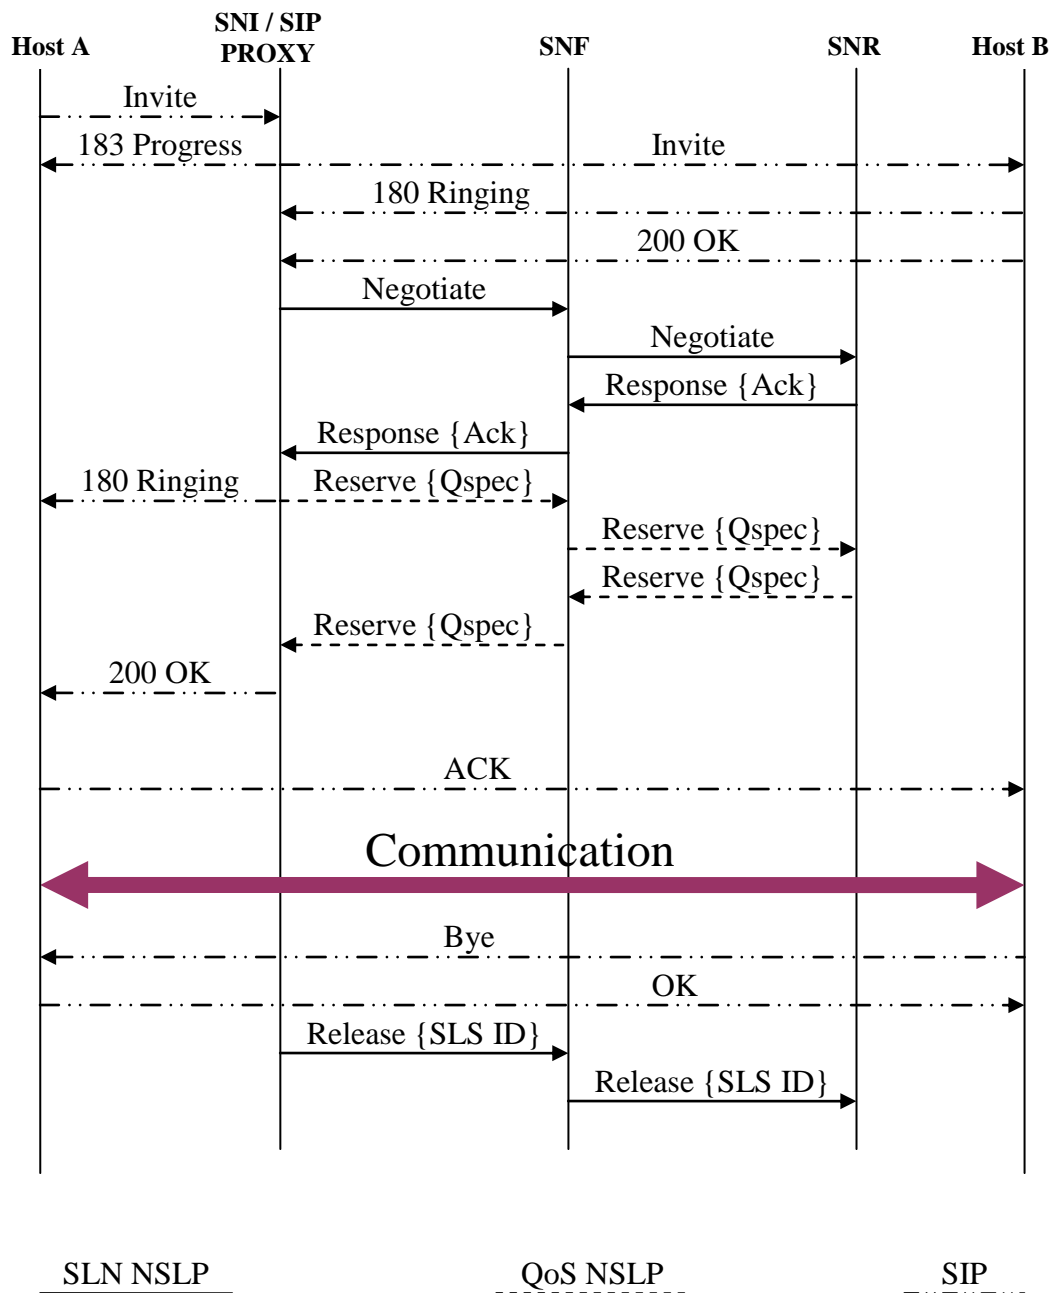 Host A
SNI / SIP
PROXY
SNF
SNR
Host B
Invite
183 Progress
Invite
180 Ringing
200 OK
Negotiate
Negotiate
Response {Ack}
Response {Ack}
180 Ringing
Reserve {Qspec}
Reserve {Qspec}
Reserve {Qspec}
Reserve {Qspec}
200 OK
ACK
Communication
Bye
OK
Release {SLS ID}
Release {SLS ID}
SLN NSLP
QoS NSLP
SIP